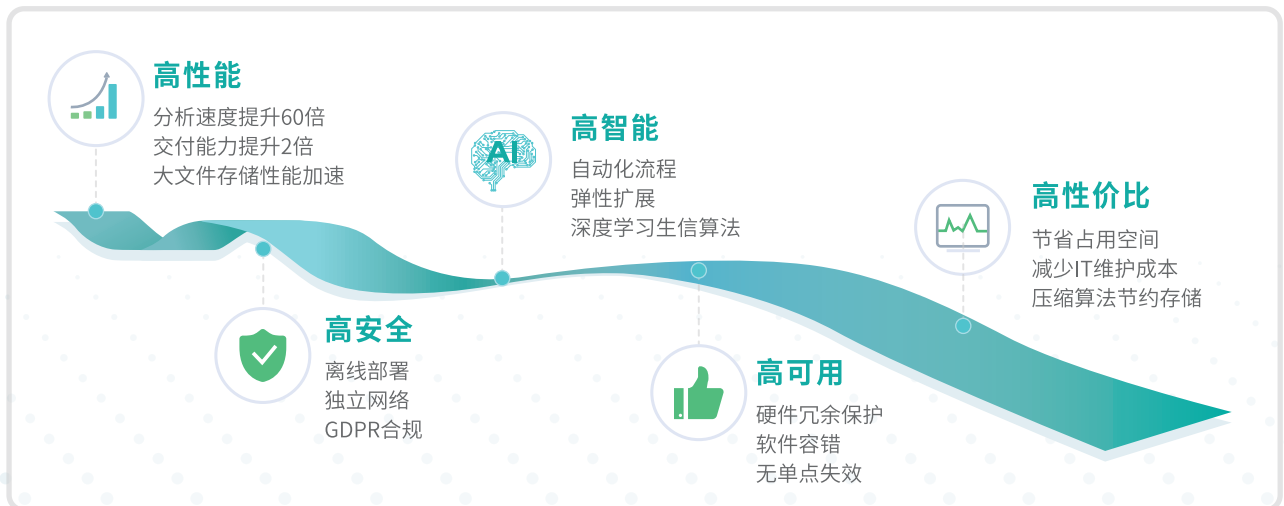 高性能
分析速度提升60倍
交付能力提升2倍
大文件存储性能加速
高安全
离线部署
独立网络
GDPR合规
AI
高智能
自动化流程
弹性扩展
深度学习生信算法
高可用
硬件冗余保护
软件容错
无单点失效
高性价比
节省占用空间
减少IT维护成本
压缩算法节约存储